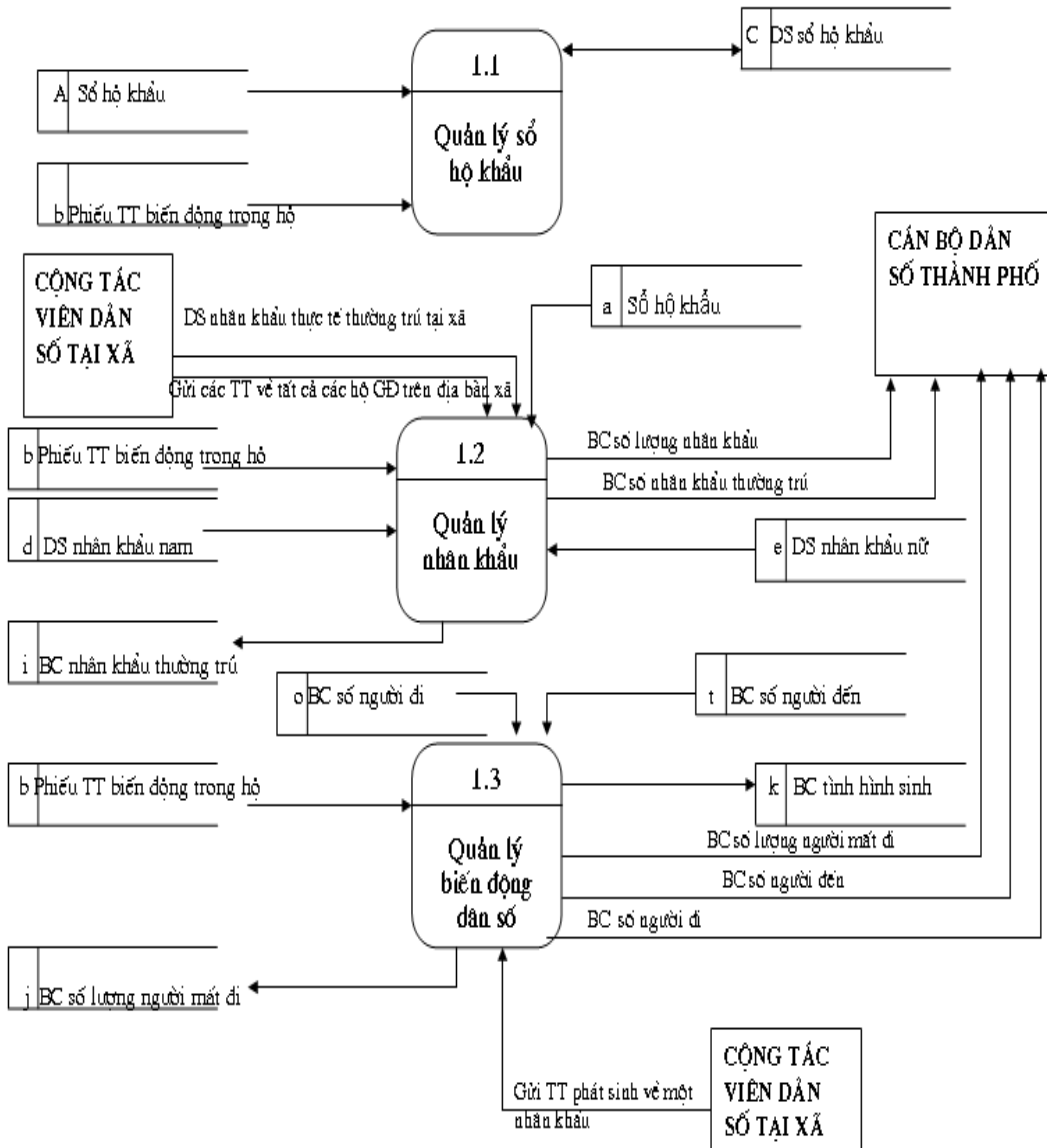 C DS sổ hộ khẩu
1.1
A Sổ hộ khẩu
Quản lý sổ
hộ khẩu
b Phiếu TT biến động trong hộ
CÁN BỘ DÂN
SỐ THÀNH PHỐ
CỘNG TÁC
VIÊN DÂN
SỐ TẠI XÃ
DS nhân khẩu thực tế thường trú tại xã
a Sổ hộ khẩu
Gửi các TT về tất cả các hộ GĐ trên địa bàn xã
b Phiếu TT biến động trong hộ
1.2
BC số lượng nhân khẩu
BC số nhân khẩu thường trú
Quản lý
nhân khẩu
d DS nhân khẩu nam
e DS nhân khẩu nữ
i BC nhân khẩu thường trú
o BC số người đi
t BC số người đến
b Phiếu TT biến động trong hộ
1.3
k BC tình hình sinh
Quản lý
biến động
dân số
BC số lượng người mất đi
BC số người đến
BC số người đi
j BC số lượng người mất đi
CỘNG TÁC
VIÊN DÂN
SỐ TẠI XÃ
Gửi TT phát sinh về một
nhân khẩu